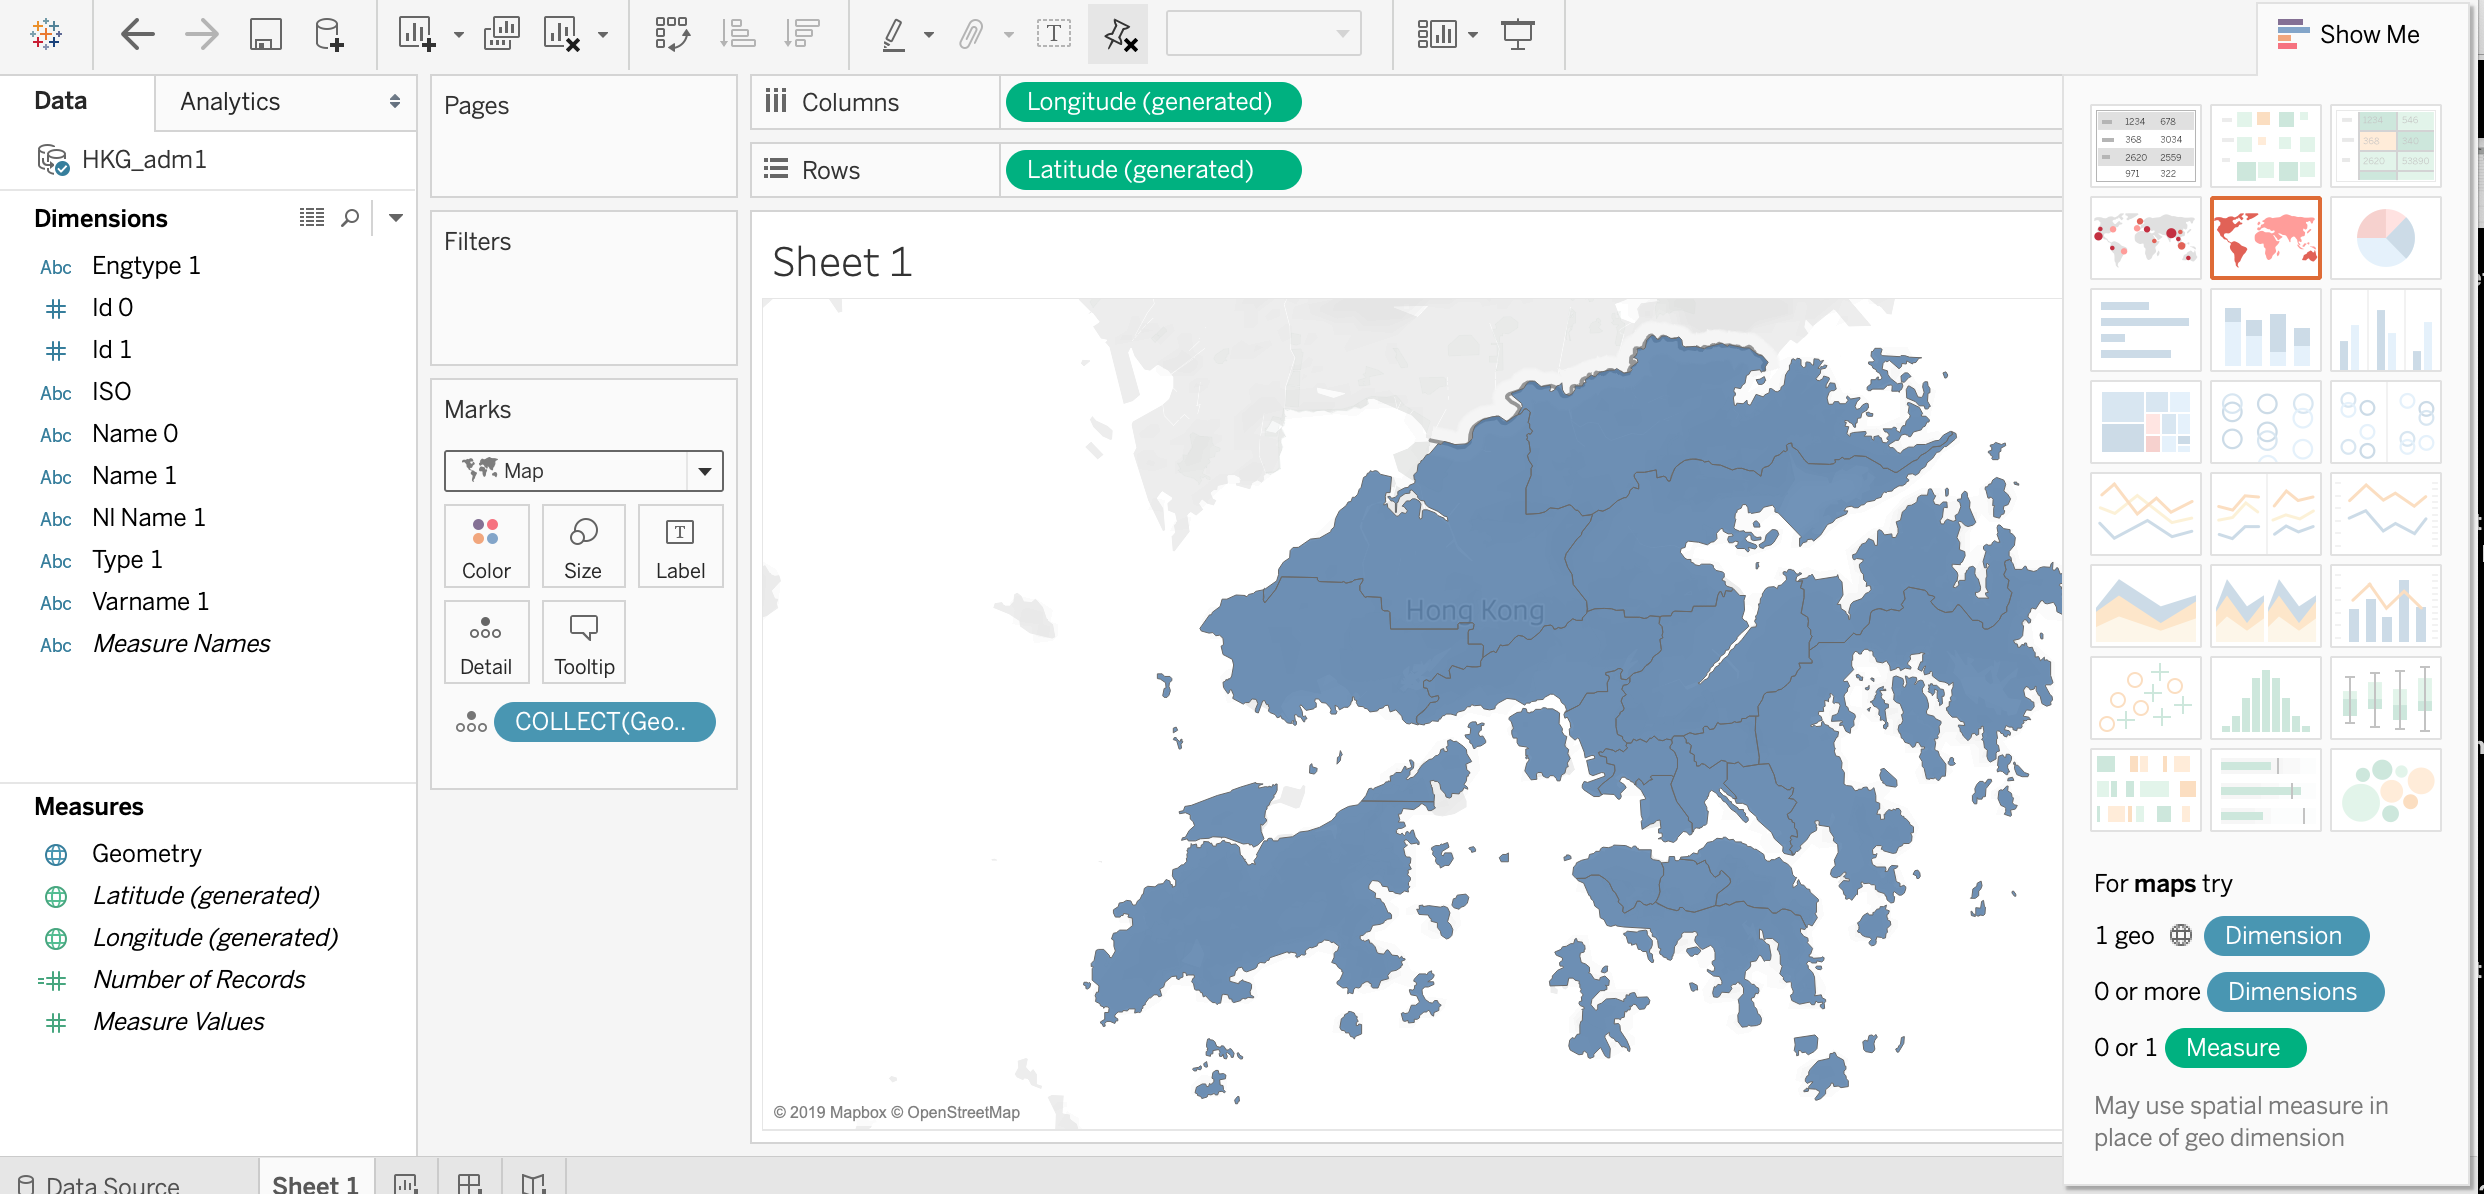 Show Me
Data
Analytics
HKG_adm1
Dimensions
Abc Engtype 1
Id 0
Id 1
Abc ISO
Abc Name 0
Abc Name 1
Abc Nl Name 1
Abc Type 1
Abc Varname 1
Abc Measure Names
Measures
Geometry
Latitude (generated)
Longitude (generated)
=# Number of Records
# Measure Values
Pages
Filters
Marks
Map
Color
Size
T
Label
Detail
Tooltip
COLLECT(Geo..
Columns
Longitude (generated)
Rows
Latitude (generated)
Sheet 1
Hong Kong
© 2019 Mapbox © OpenStreetMap
1234 678
368 3034
2620 2559
971 322
1234 546
368 340
2620 53890
For maps try
1 geo Dimension
0 or more Dimensions
0 or 1 Measure
May use spatial measure in
place of geo dimension
Data Source
Sheet 1